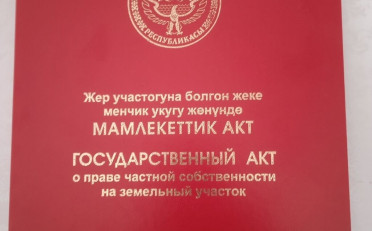 РЕСПУБЛИКАСЫ
Жер участогуна болгон жеке
менчик укугу жөнүндө
МАМЛЕКЕТТИК АКТ
ГОСУДАРСТВЕННЫЙ АКТ
о праве частной собственности
на земельный участок